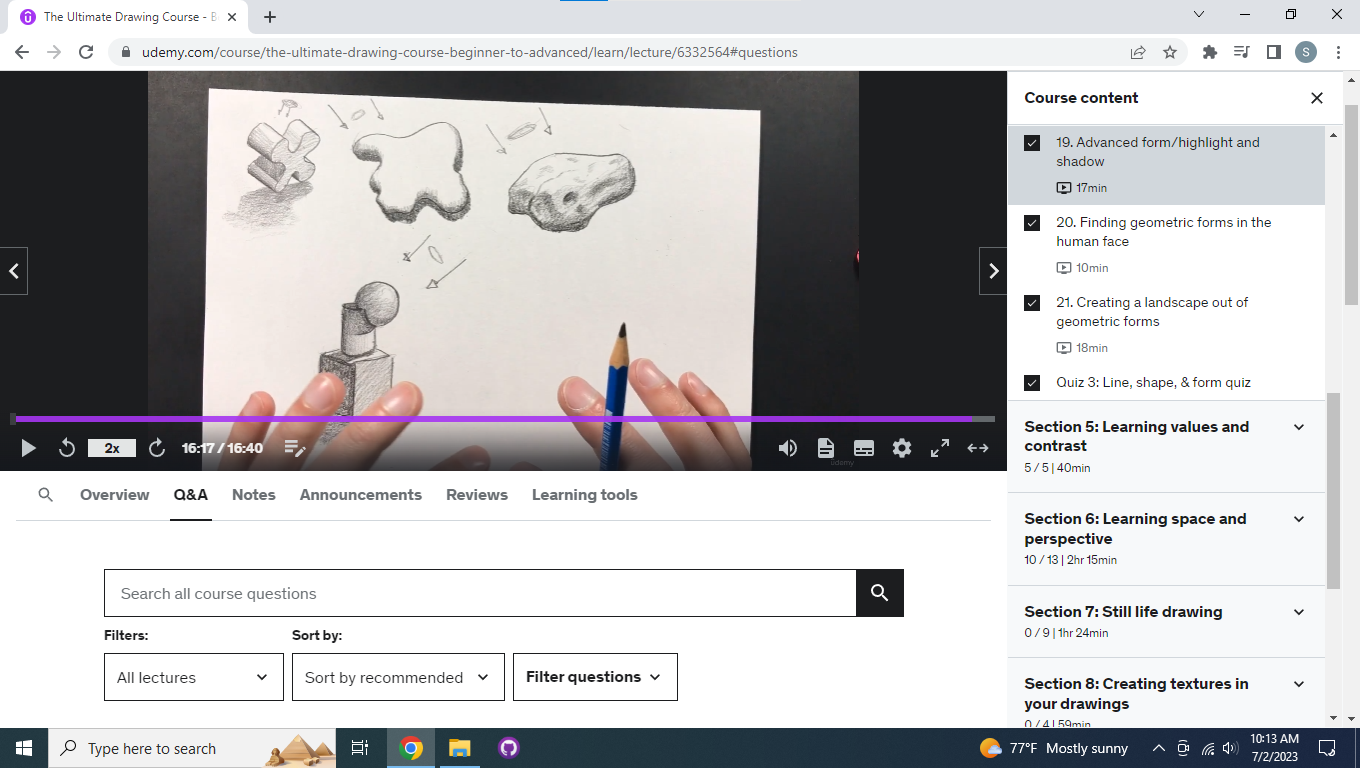 The Ultimate Drawing Course - B
udemy.com/course/the-ultimate-drawing-course-beginner-to-advanced/learn/lecture/6332564#questions
S
Course content
19. Advanced form/highlight and
shadow
17min
20. Finding geometric forms in the
human face
10min
21. Creating a landscape out of
geometric forms
18min
Quiz 3: Line, shape, & form quiz
Section 5: Learning values and
contrast
5 / 5 | 40min
Section 6: Learning space and
perspective
10 / 13 | 2hr 15min
Section 7: Still life drawing
0 / 9 | 1hr 24min
Section 8: Creating textures in
your drawings
0 / 4 | 59min
2x
16:17 / 16:40
Udemy
Overview
Q&A
Notes
Announcements
Reviews
Learning tools
Search all course questions
Filters:
Sort by:
All lectures
Sort by recommended
Filter questions
Type here to search
77°F Mostly sunny
10:13 AM
7/2/2023